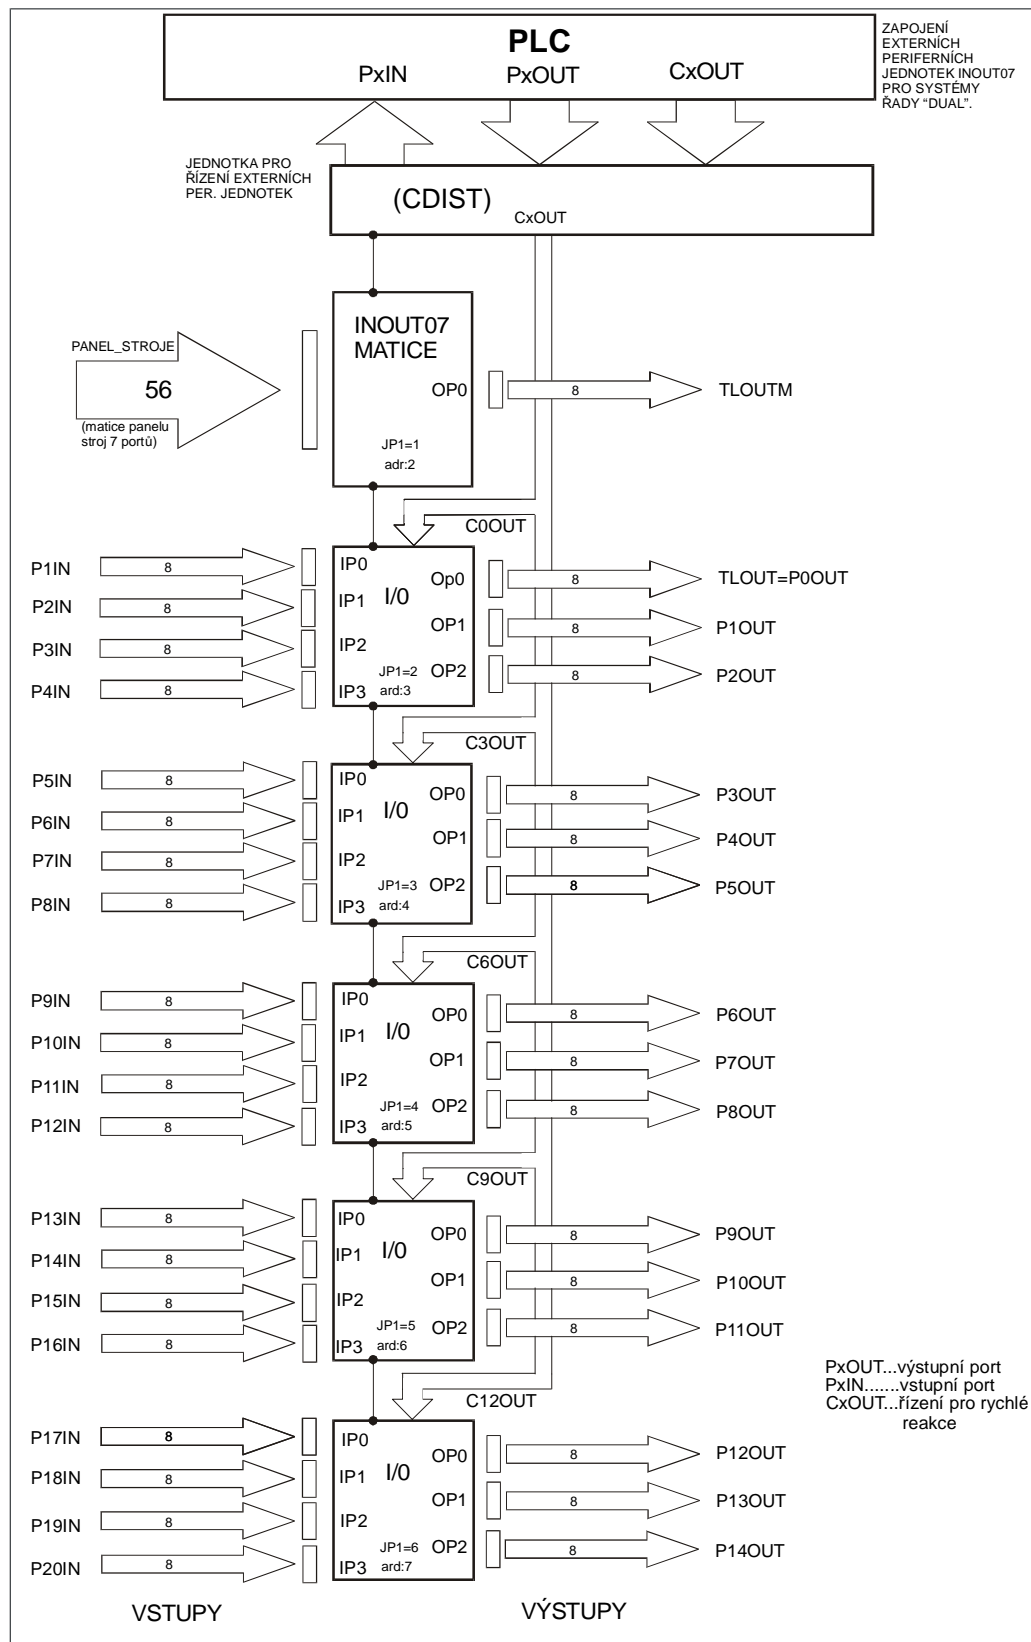 PLC
PxIN
PxOUT
CxOUT
ZAPOJENÍ
EXTERNÍCH
PERIFERNÍCH
JEDNOTEK INOUT07
PRO SYSTÉMY
ŘADY “DUAL”.
JEDNOTKA PRO
ŘÍZENÍ EXTERNÍCH
PER. JEDNOTEK
(CDIST)
CxOUT
PANEL_STROJE
56
(matice panelu
stroj 7 portů)
INOUT07
MATICE
OP0
JP1=1
adr:2
8
TLOUTM
C0OUT
P1IN
8
P2IN
8
P3IN
8
P4IN
8
IP0
IP1
IP2
IP3
I/0
JP1=2
ard:3
Op0
OP1
OP2
8
TLOUT=P0OUT
8
P1OUT
8
P2OUT
C3OUT
P5IN
8
P6IN
8
P7IN
8
P8IN
8
IP0
IP1
IP2
IP3
I/0
JP1=3
ard:4
OP0
OP1
OP2
8
P3OUT
8
P4OUT
8
P5OUT
C6OUT
P9IN
8
P10IN
8
P11IN
8
P12IN
8
IP0
IP1
IP2
IP3
I/0
JP1=4
ard:5
OP0
OP1
OP2
8
P6OUT
8
P7OUT
8
P8OUT
C9OUT
P13IN
8
P14IN
8
P15IN
8
P16IN
8
IP0
IP1
IP2
IP3
I/0
JP1=5
ard:6
OP0
OP1
OP2
8
P9OUT
8
P10OUT
8
P11OUT
PxOUT...výstupní port
PxIN.......vstupní port
CxOUT...řízení pro rychlé
reakce
C12OUT
P17IN
8
P18IN
8
P19IN
8
P20IN
8
IP0
IP1
IP2
IP3
I/0
JP1=6
ard:7
OP0
OP1
OP2
8
P12OUT
8
P13OUT
8
P14OUT
VSTUPY
VÝSTUPY